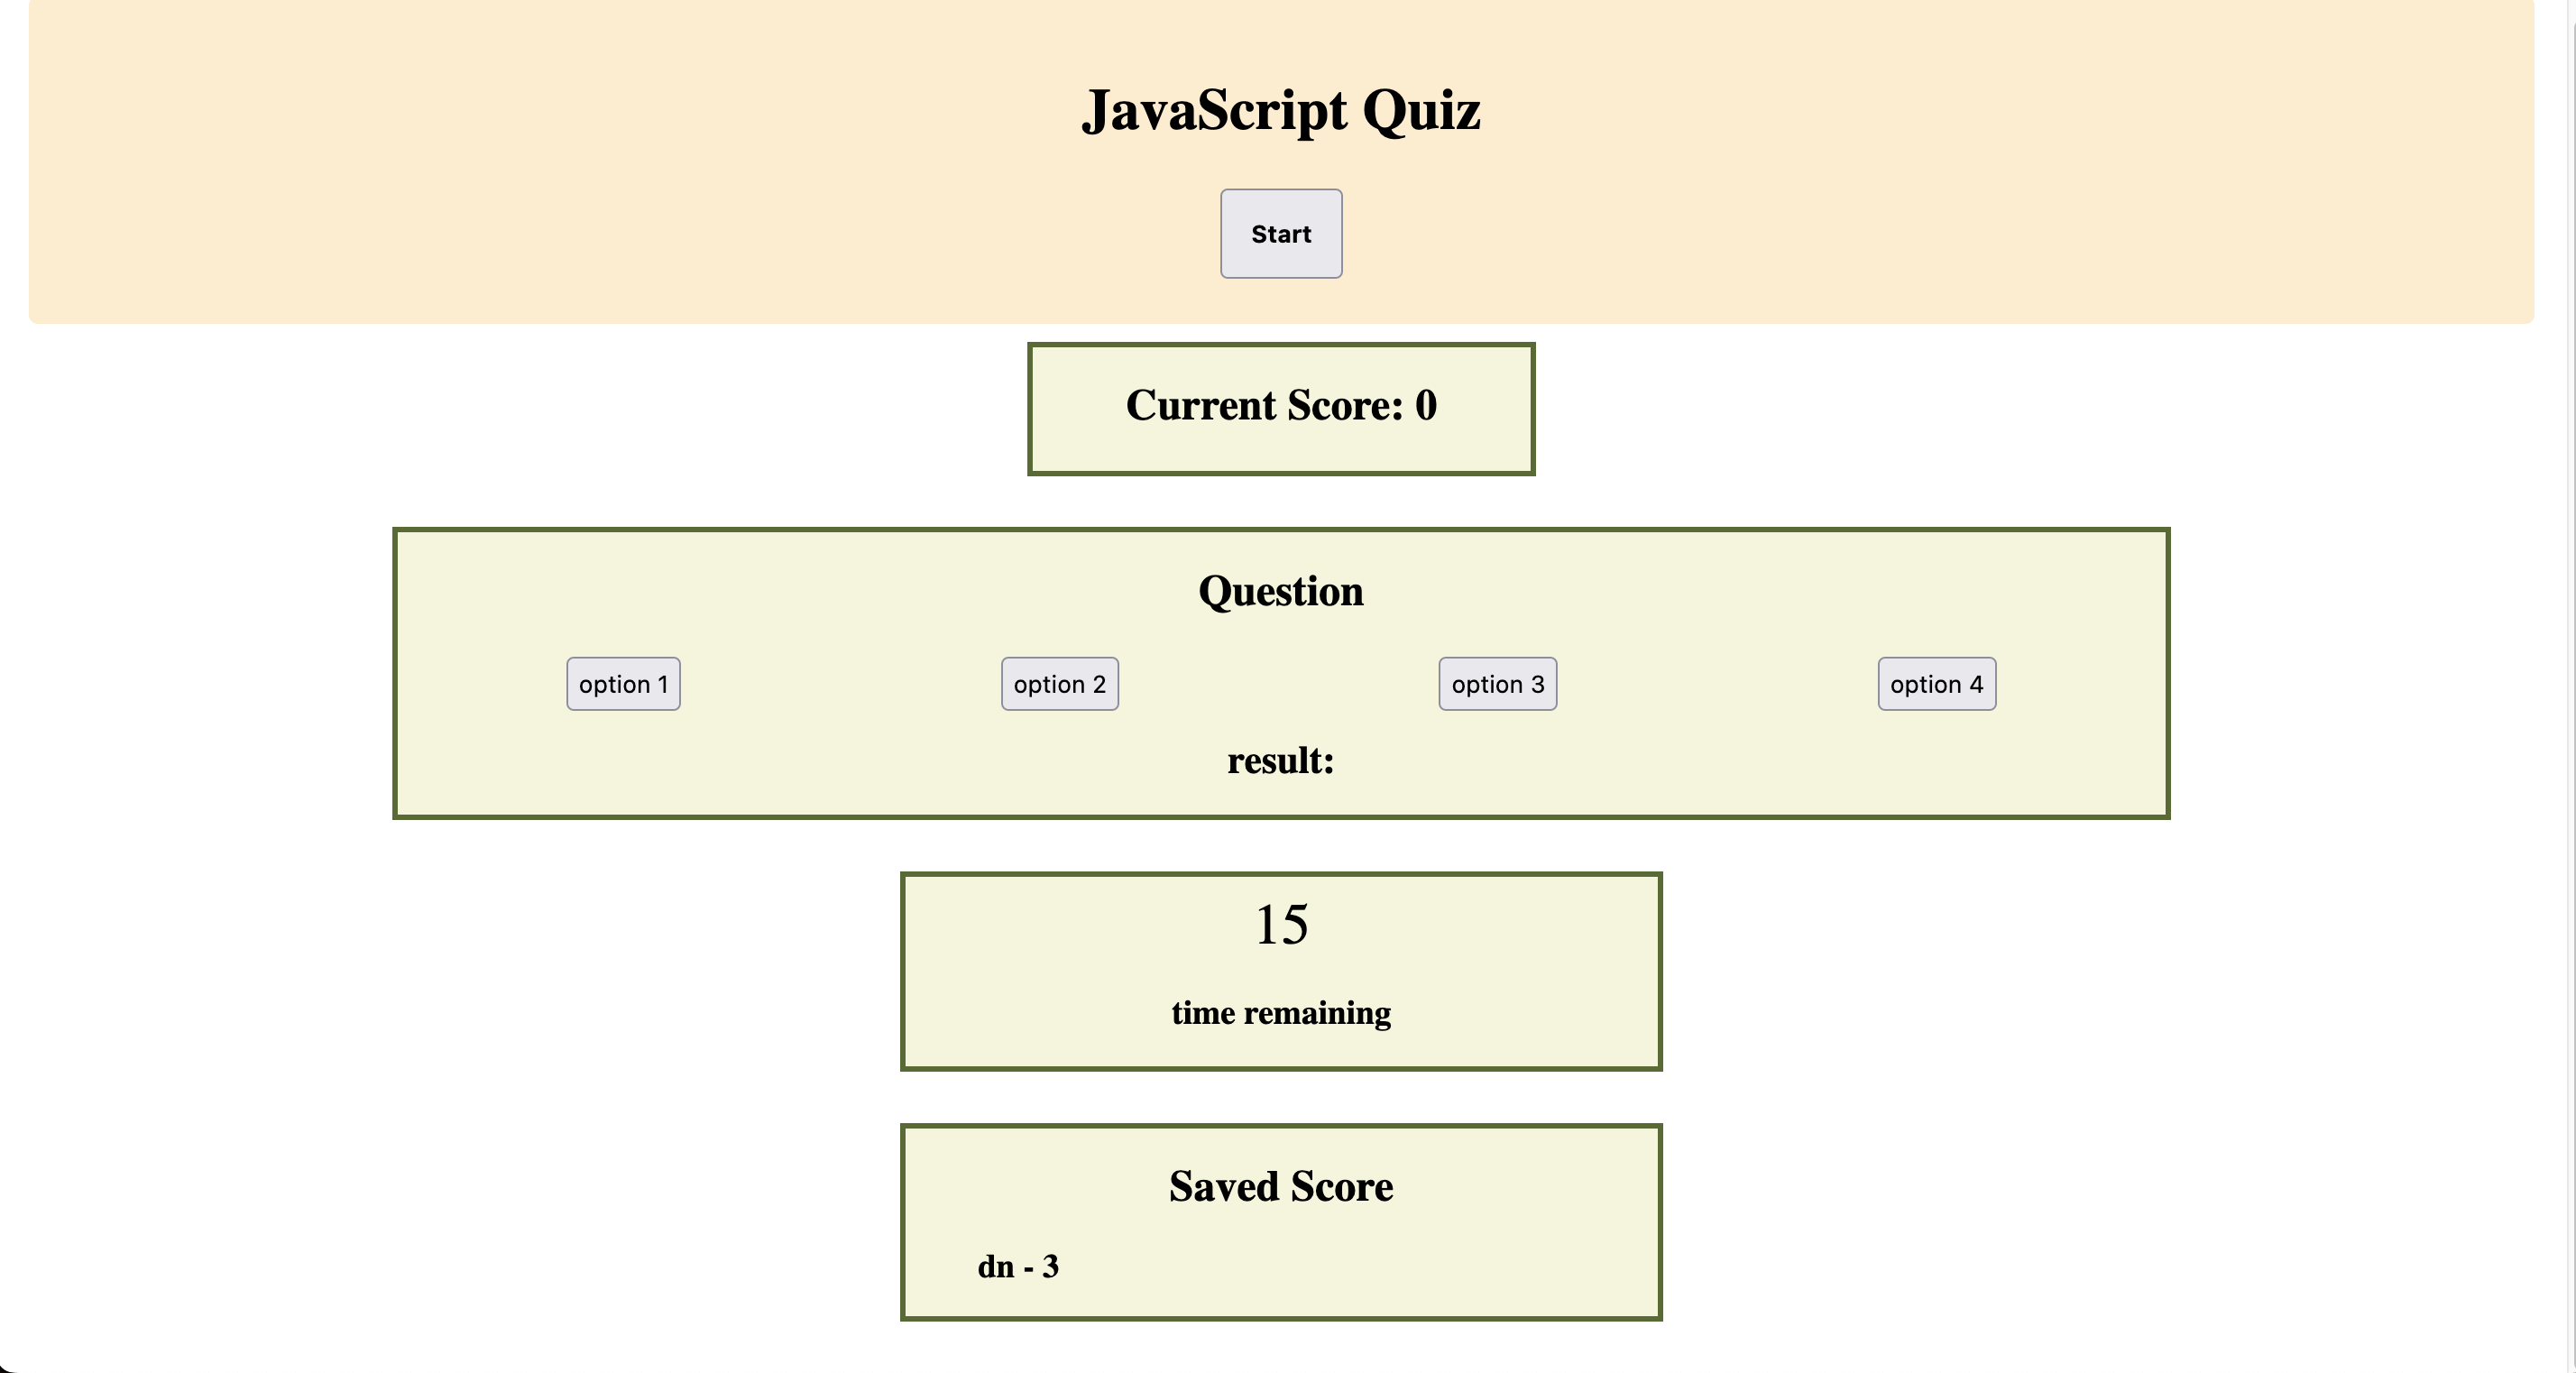 JavaScript Quiz
Start
Current Score: 0
Question
option 1 option 2 option 3 option 4
result:
15
time remaining
Saved Score
dn - 3